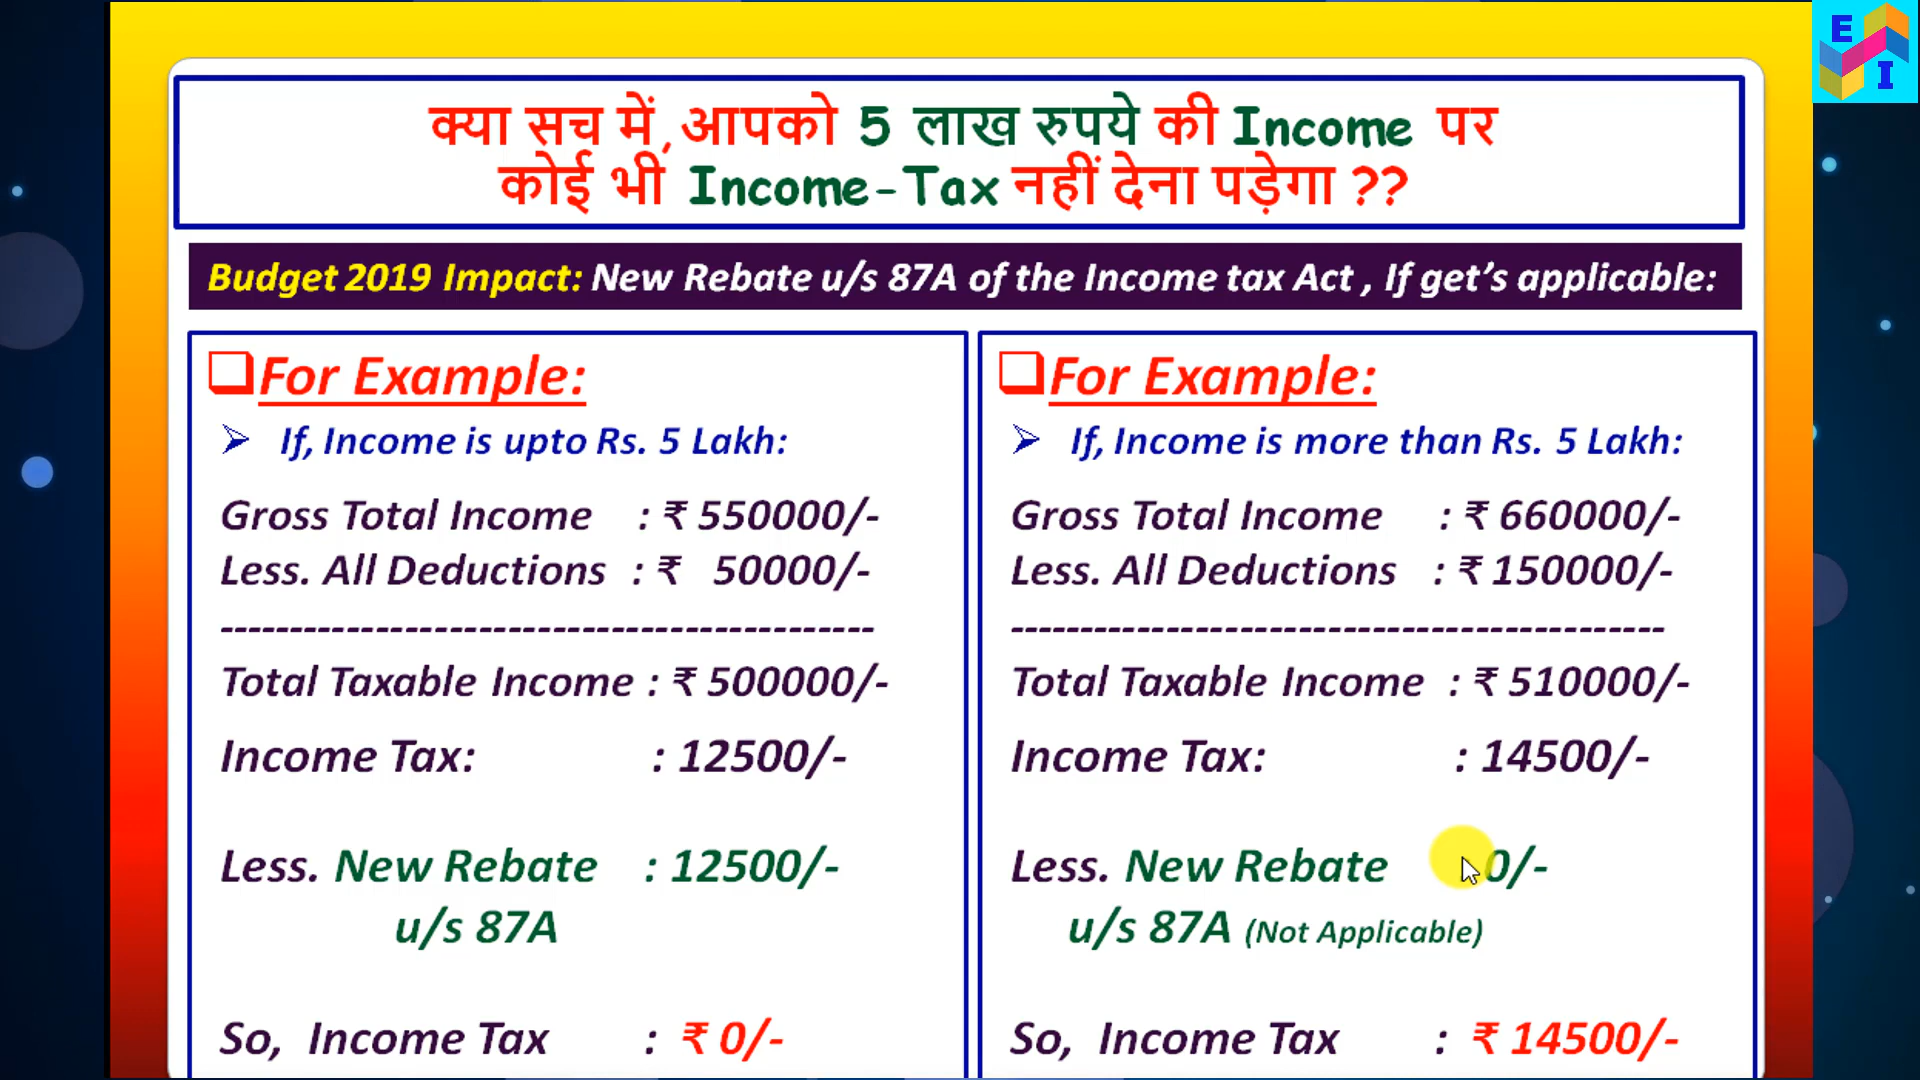 E
I
क्या सच में, आपको 5 लाख रुपये की Income पर
कोई भी Income-Tax नहीं देना पड़ेगा ??
Budget 2019 Impact: New Rebate u/s 87A of the Income tax Act , If get's applicable:
For Example:
If, Income is upto Rs. 5 Lakh:
Gross Total Income : ₹ 550000/-
Less. All Deductions : ₹ 50000/-
---------------------------------------------
Total Taxable Income : ₹ 500000/-
Income Tax: : 12500/-
Less. New Rebate : 12500/-
u/s 87A
So, Income Tax : ₹ 0/-
For Example:
If, Income is more than Rs. 5 Lakh:
Gross Total Income : ₹ 660000/-
Less. All Deductions : ₹ 150000/-
---------------------------------------------
Total Taxable Income : ₹ 510000/-
Income Tax: : 14500/-
Less. New Rebate 0/-
u/s 87A (Not Applicable)
So, Income Tax : ₹ 14500/-